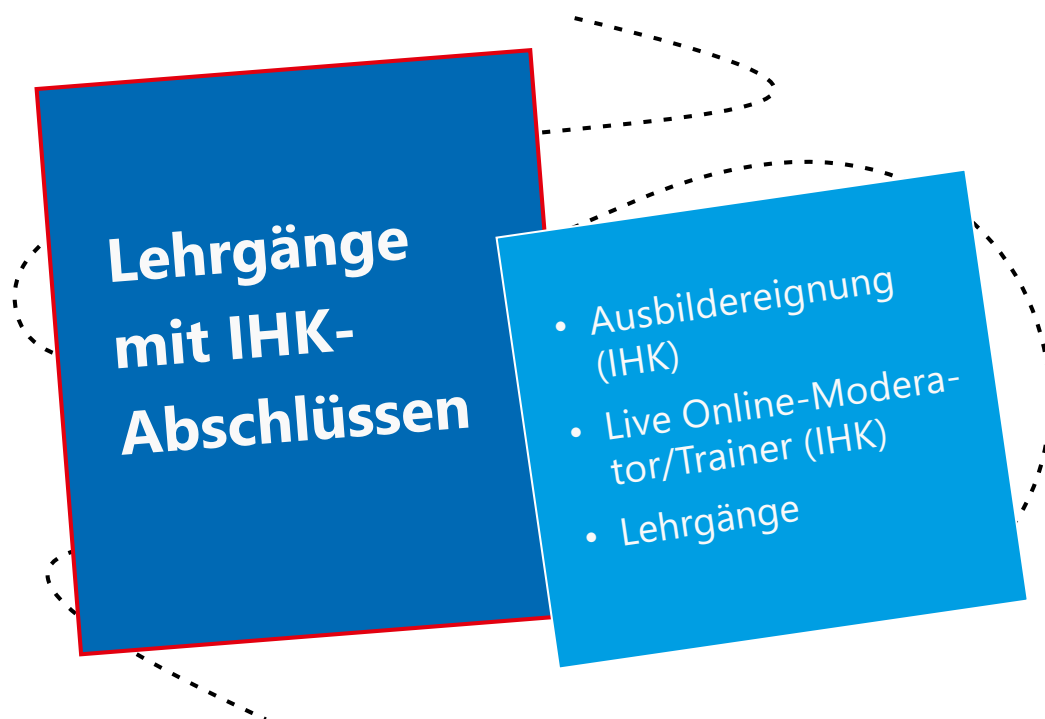 Lehrgänge
mit IHK-
Abschlüssen
• Ausbildereignung
(IHK)
• Live Online-Modera-
tor/Trainer (IHK)
• Lehrgänge